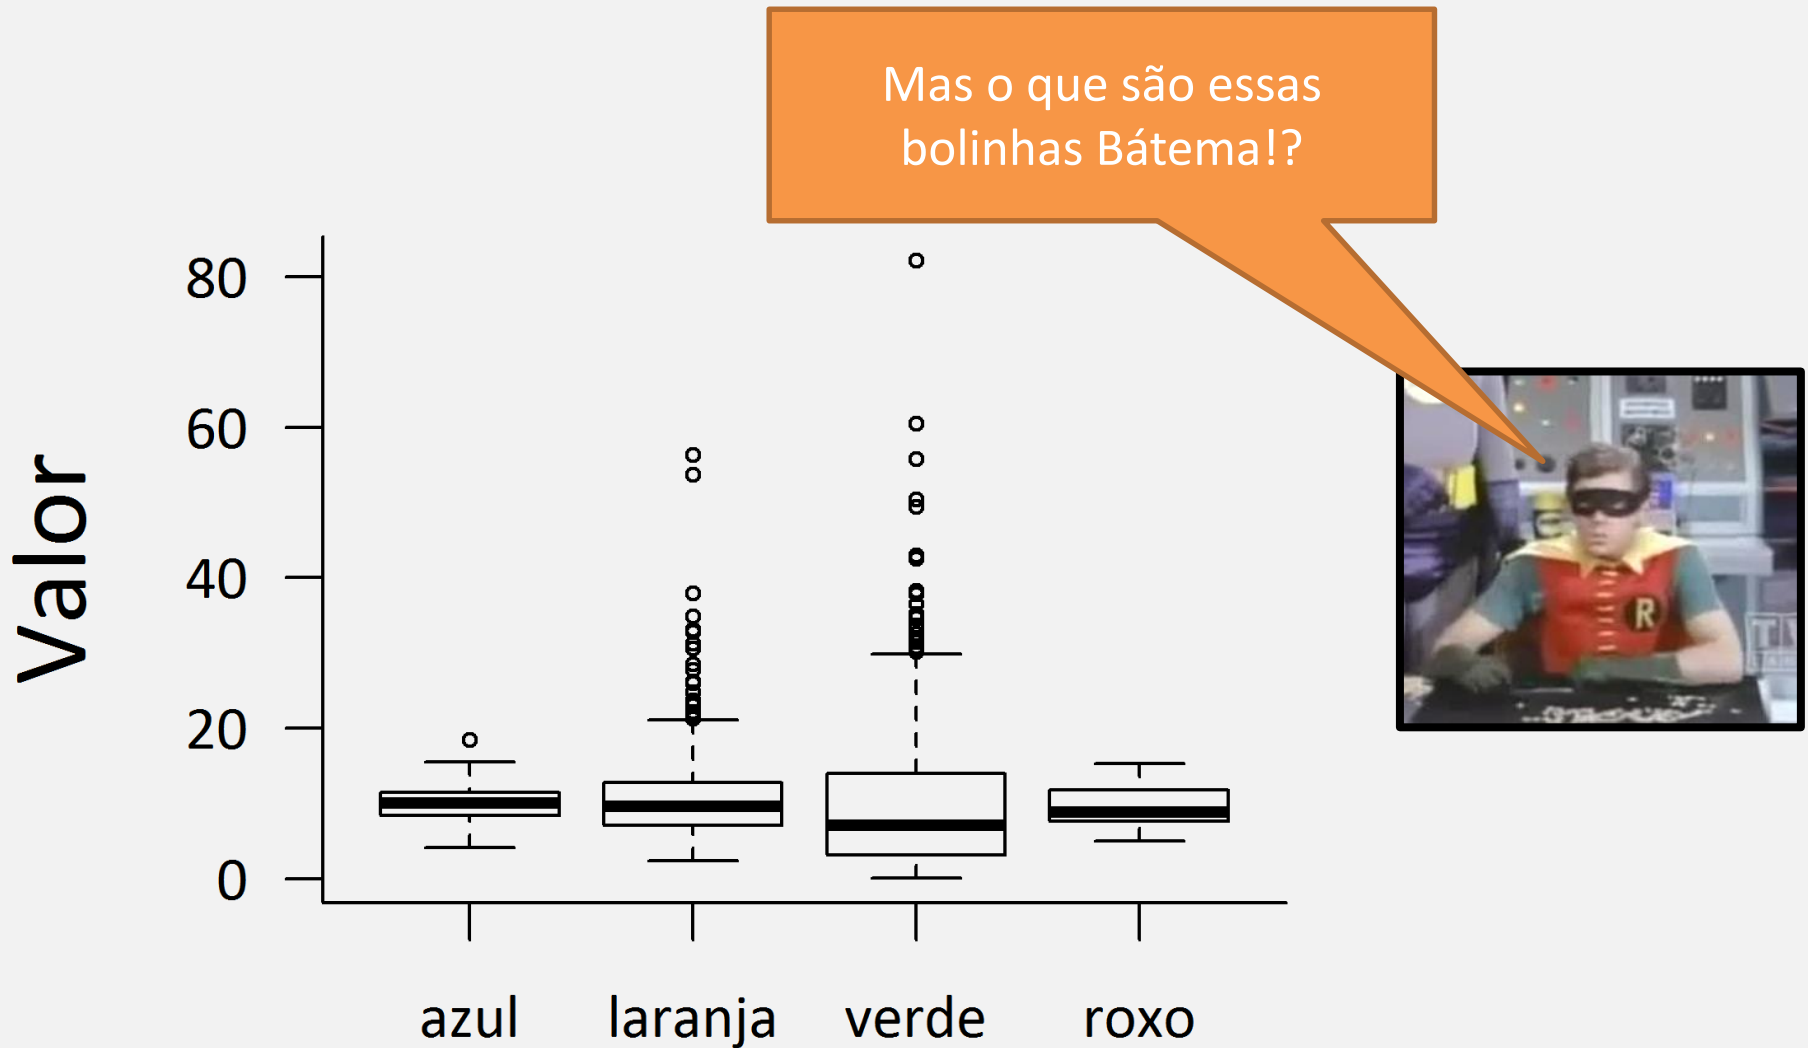 Mas o que são essas
bolinhas Bátema!?
Valor
80
60
40
20
0
azul
laranja
verde
roxo
R